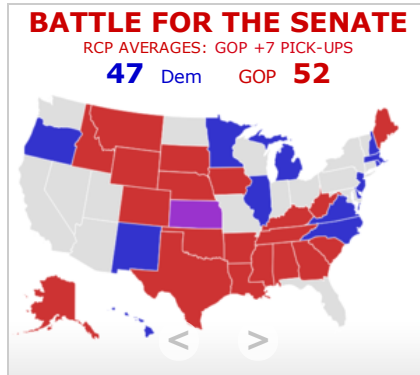 BATTLE FOR THE SENATE
RCP AVERAGES: GOP +7 PICK-UPS
47 Dem GOP 52
< >